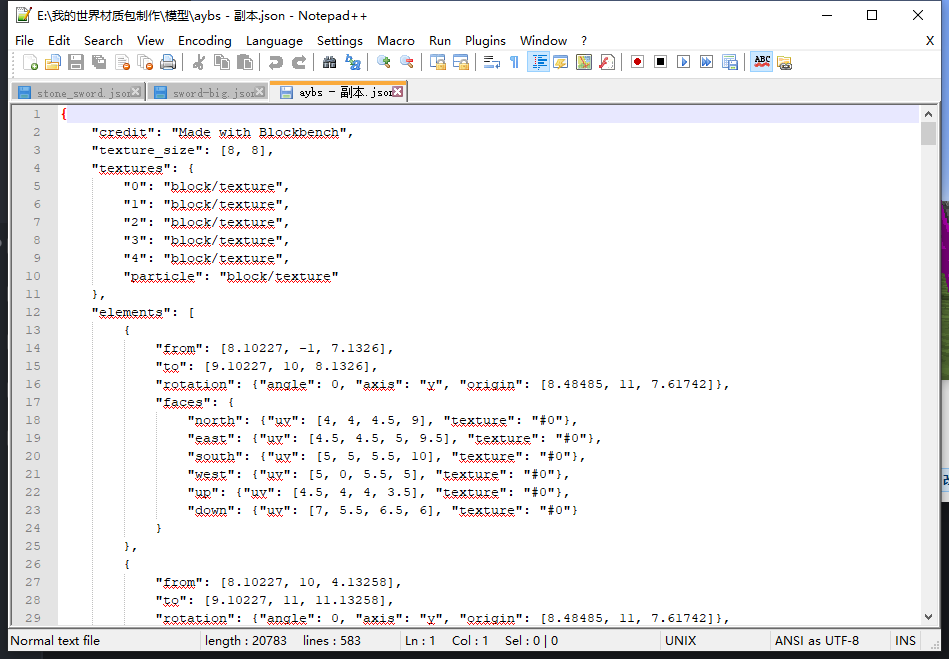 E:\我的世界材质包制作\模型\aybs - 副本.json - Notepad++
File Edit Search View Encoding Language Settings Macro Run Plugins Window ? X
ABC
stone_sword.json sword-big.json aybs - 副本.json
1 {
2 "credit": "Made with Blockbench",
3 "texture_size": [8, 8],
4 "textures": {
5 "0": "block/texture",
6 "1": "block/texture",
7 "2": "block/texture",
8 "3": "block/texture",
9 "4": "block/texture",
10 "particle": "block/texture"
11 },
12 "elements": [
13 {
14 "from": [8.10227, -1, 7.1326],
15 "to": [9.10227, 10, 8.1326],
16 "rotation": {"angle": 0, "axis": "y", "origin": [8.48485, 11, 7.61742]},
17 "faces": {
18 "north": {"uv": [4, 4, 4.5, 9], "texture": "#0"},
19 "east": {"uv": [4.5, 4.5, 5, 9.5], "texture": "#0"},
20 "south": {"uv": [5, 5, 5.5, 10], "texture": "#0"},
21 "west": {"uv": [5, 0, 5.5, 5], "texture": "#0"},
22 "up": {"uv": [4.5, 4, 4, 3.5], "texture": "#0"},
23 "down": {"uv": [7, 5.5, 6.5, 6], "texture": "#0"}
24 }
25 },
26 {
27 "from": [8.10227, 10, 4.13258],
28 "to": [9.10227, 11, 11.13258],
29 "rotation": {"angle": 0, "axis": "y", "origin": [8.48485, 11, 7.61742]},
Normal text file length : 20783 lines : 583 Ln : 1 Col : 1 Sel : 0 | 0 UNIX ANSI as UTF-8 INS